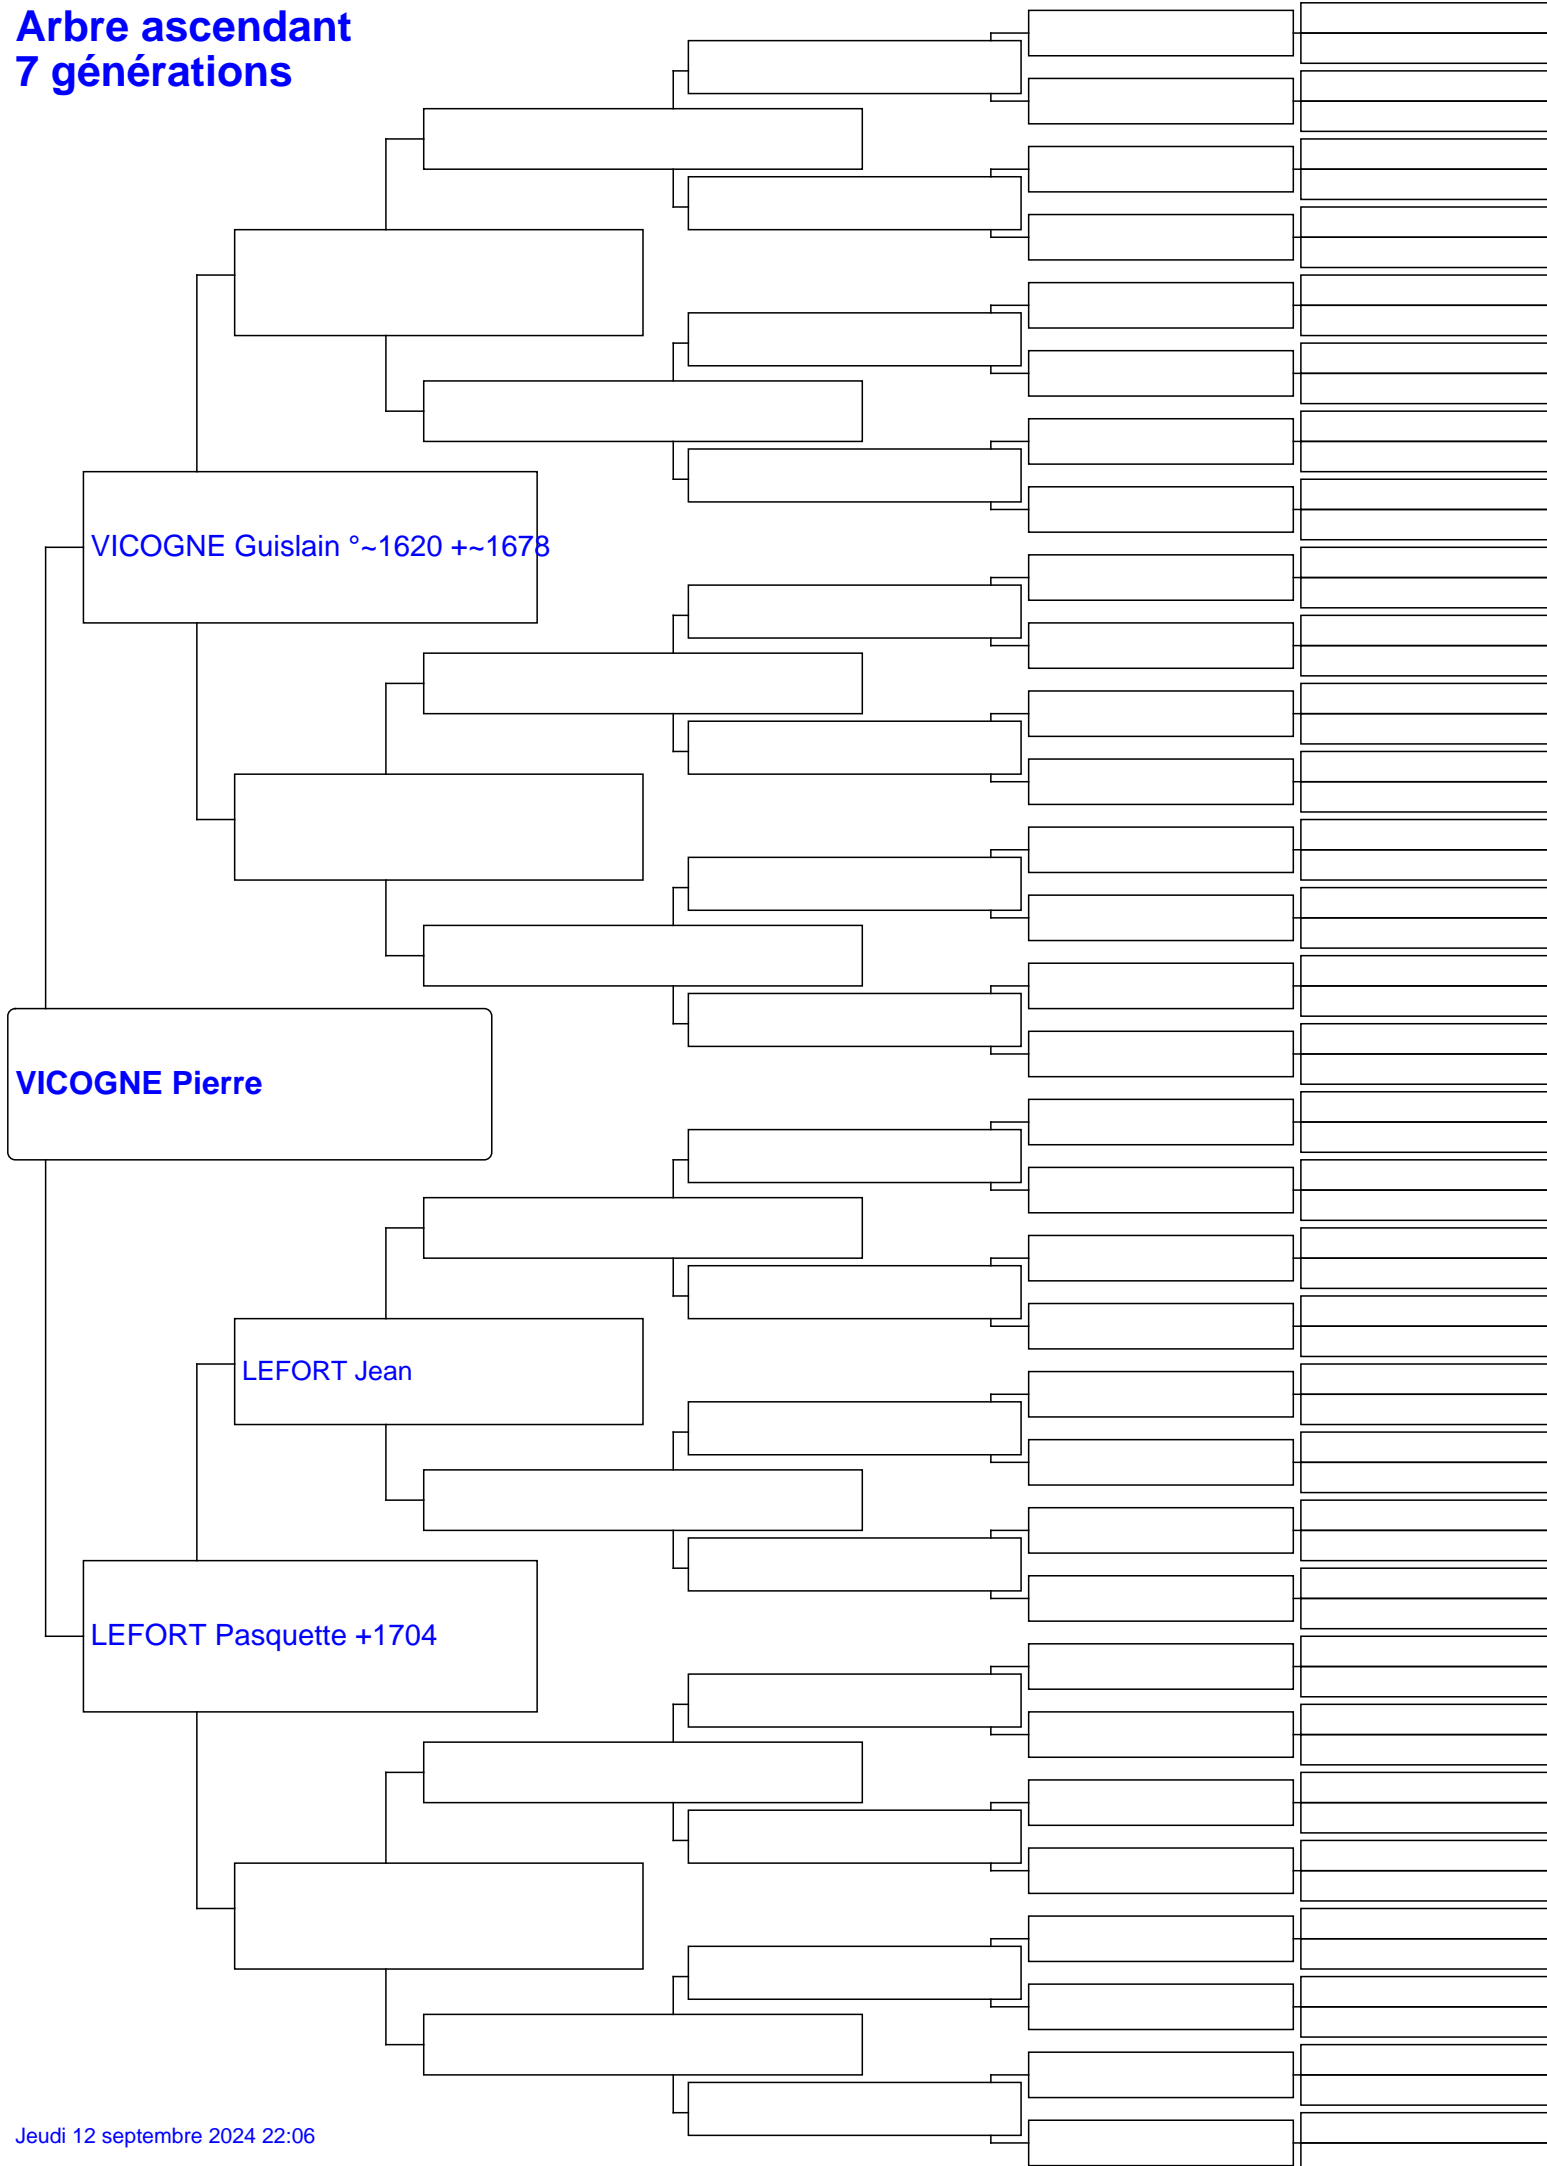 Arbre ascendant
7 générations
VICOGNE Guislain °~1620 +~1678
VICOGNE Pierre
LEFORT Jean
LEFORT Pasquette +1704
Jeudi 12 septembre 2024 22:06